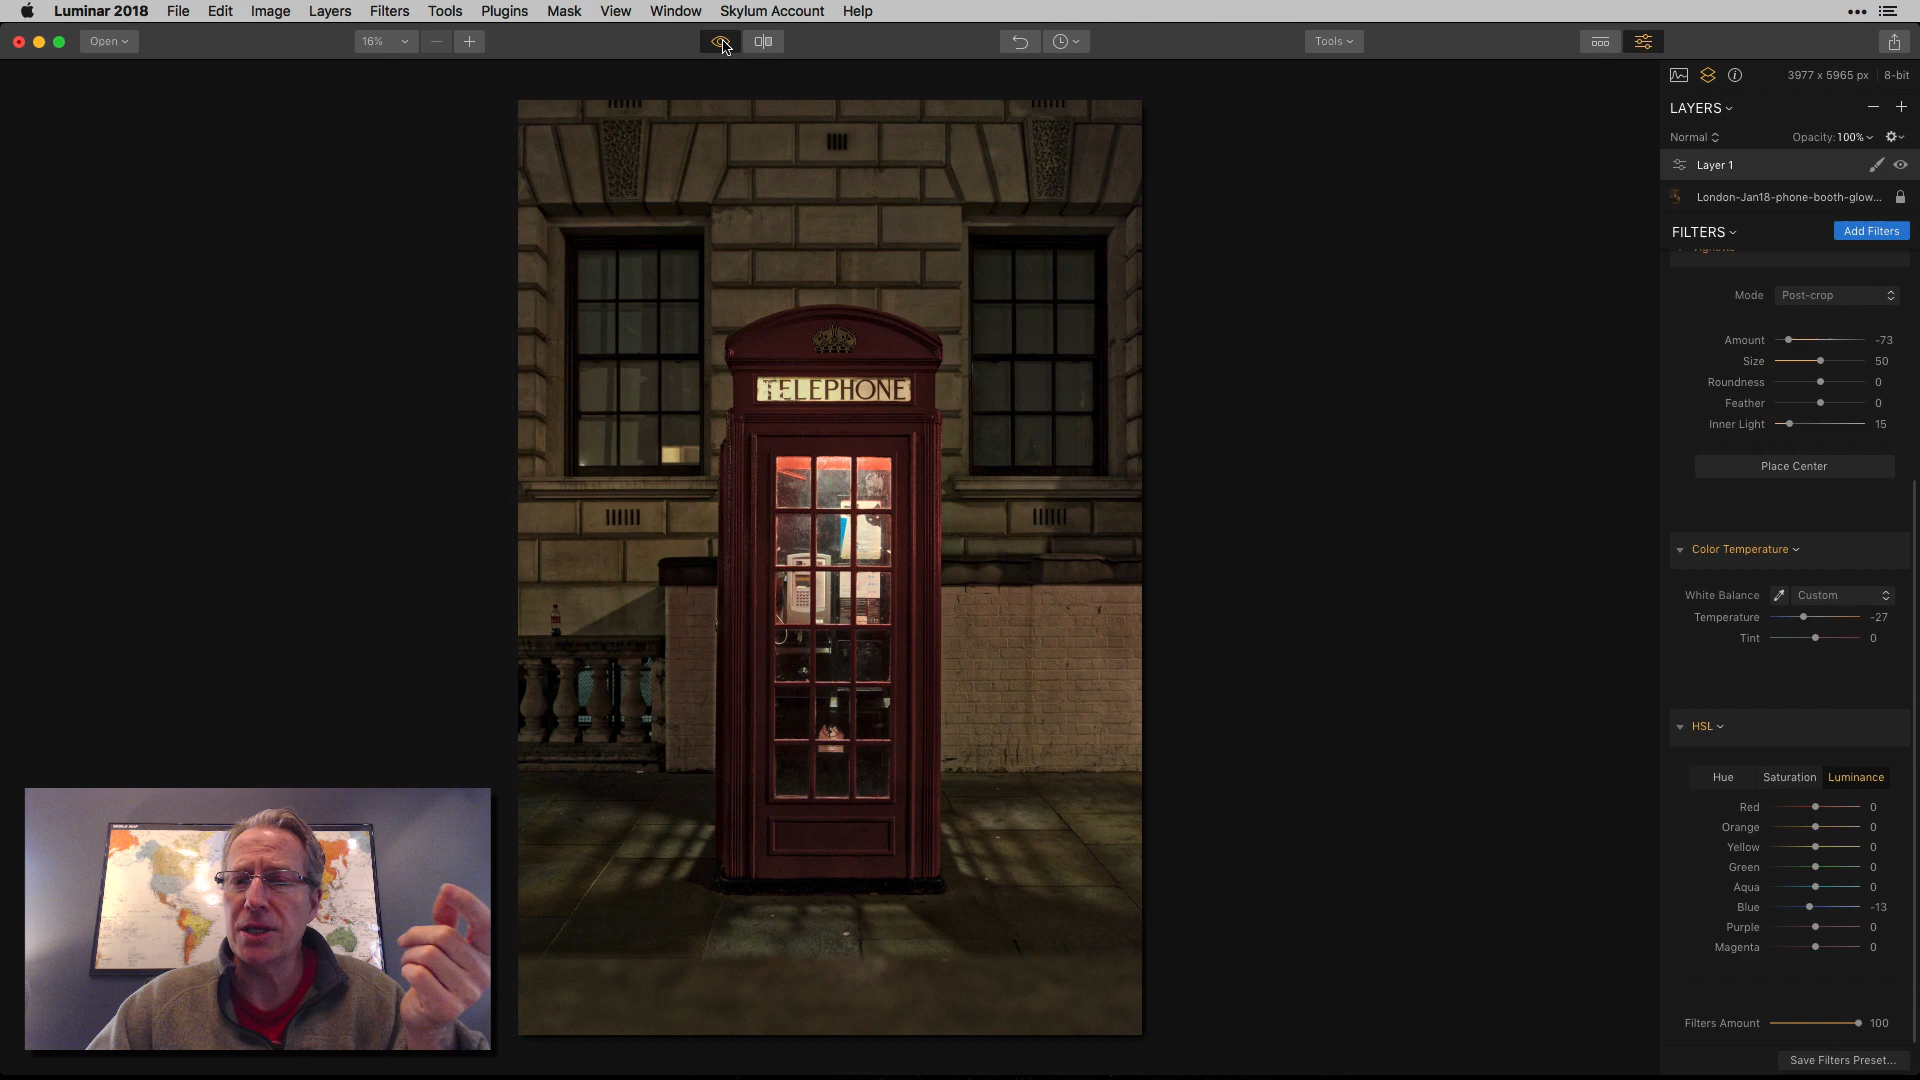 Luminar 2018 File Edit Image Layers Filters Tools Plugins Mask View Window Skylum Account Help
Open 16% Tools
3977 x 5965 px 8-bit
LAYERS
Normal Opacity: 100%
Layer 1
London-Jan18-phone-booth-glow...
FILTERS Add Filters
Vignette
Mode Post-crop
Amount -73
Size 50
Roundness 0
Feather 0
Inner Light 15
Place Center
Color Temperature
White Balance Custom
Temperature -27
Tint 0
HSL
Hue Saturation Luminance
Red 0
Orange 0
Yellow 0
Green 0
Aqua 0
Blue -13
Purple 0
Magenta 0
Filters Amount 100
Save Filters Preset...
TELEPHONE
WORLD MAP